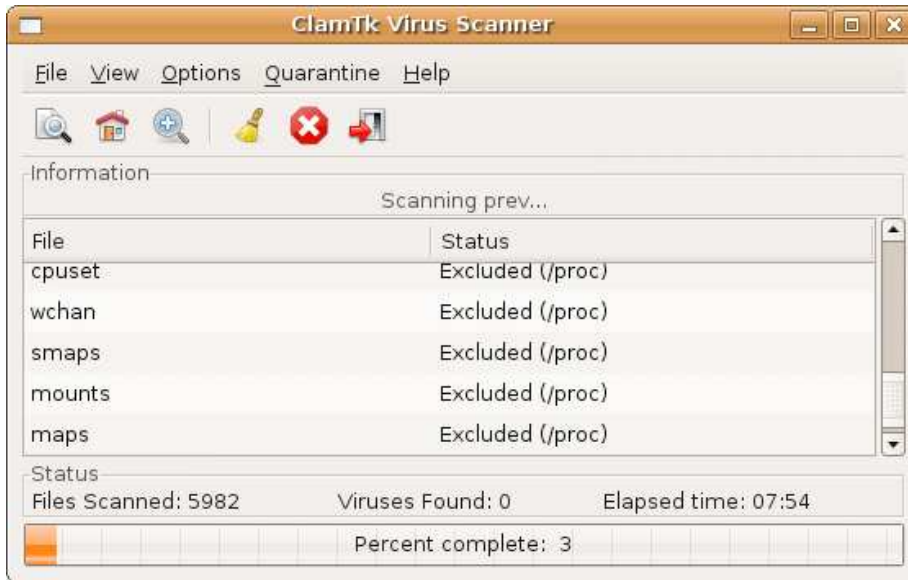 ClamTk Virus Scanner
File View Options Quarantine Help
Information
Scanning prev...
File Status
cpuset Excluded (/proc)
wchan Excluded (/proc)
smaps Excluded (/proc)
mounts Excluded (/proc)
maps Excluded (/proc)
Status
Files Scanned: 5982 Viruses Found: 0 Elapsed time: 07:54
Percent complete: 3